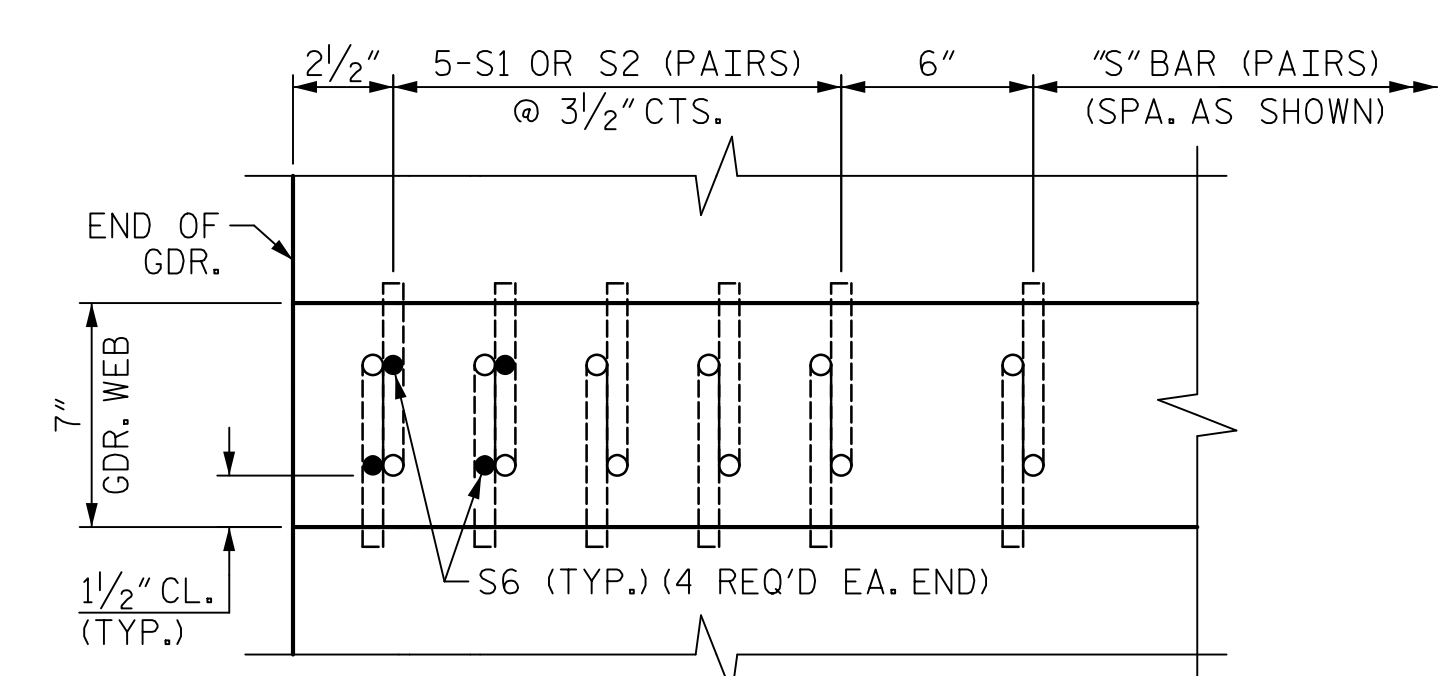 2½"
5-S1 OR S2 (PAIRS)
@ 3½" CTS.
6"
"S" BAR (PAIRS)
(SPA. AS SHOWN)
END OF
GDR.
7"
GDR. WEB
1½" CL.
(TYP.)
S6 (TYP.) (4 REQ'D EA. END)